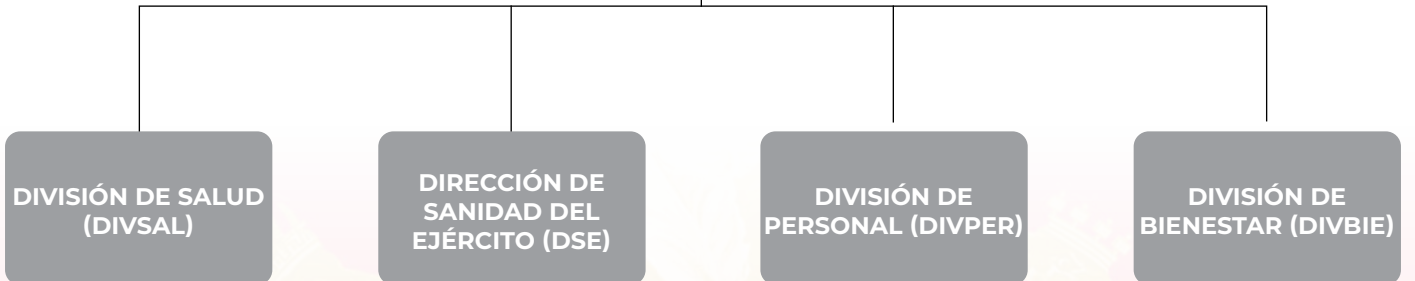 DIVISIÓN DE SALUD
(DIVSAL)
DIRECCIÓN DE
SANIDAD DEL
EJÉRCITO (DSE)
DIVISIÓN DE
PERSONAL (DIVPER)
DIVISIÓN DE
BIENESTAR (DIVBIE)